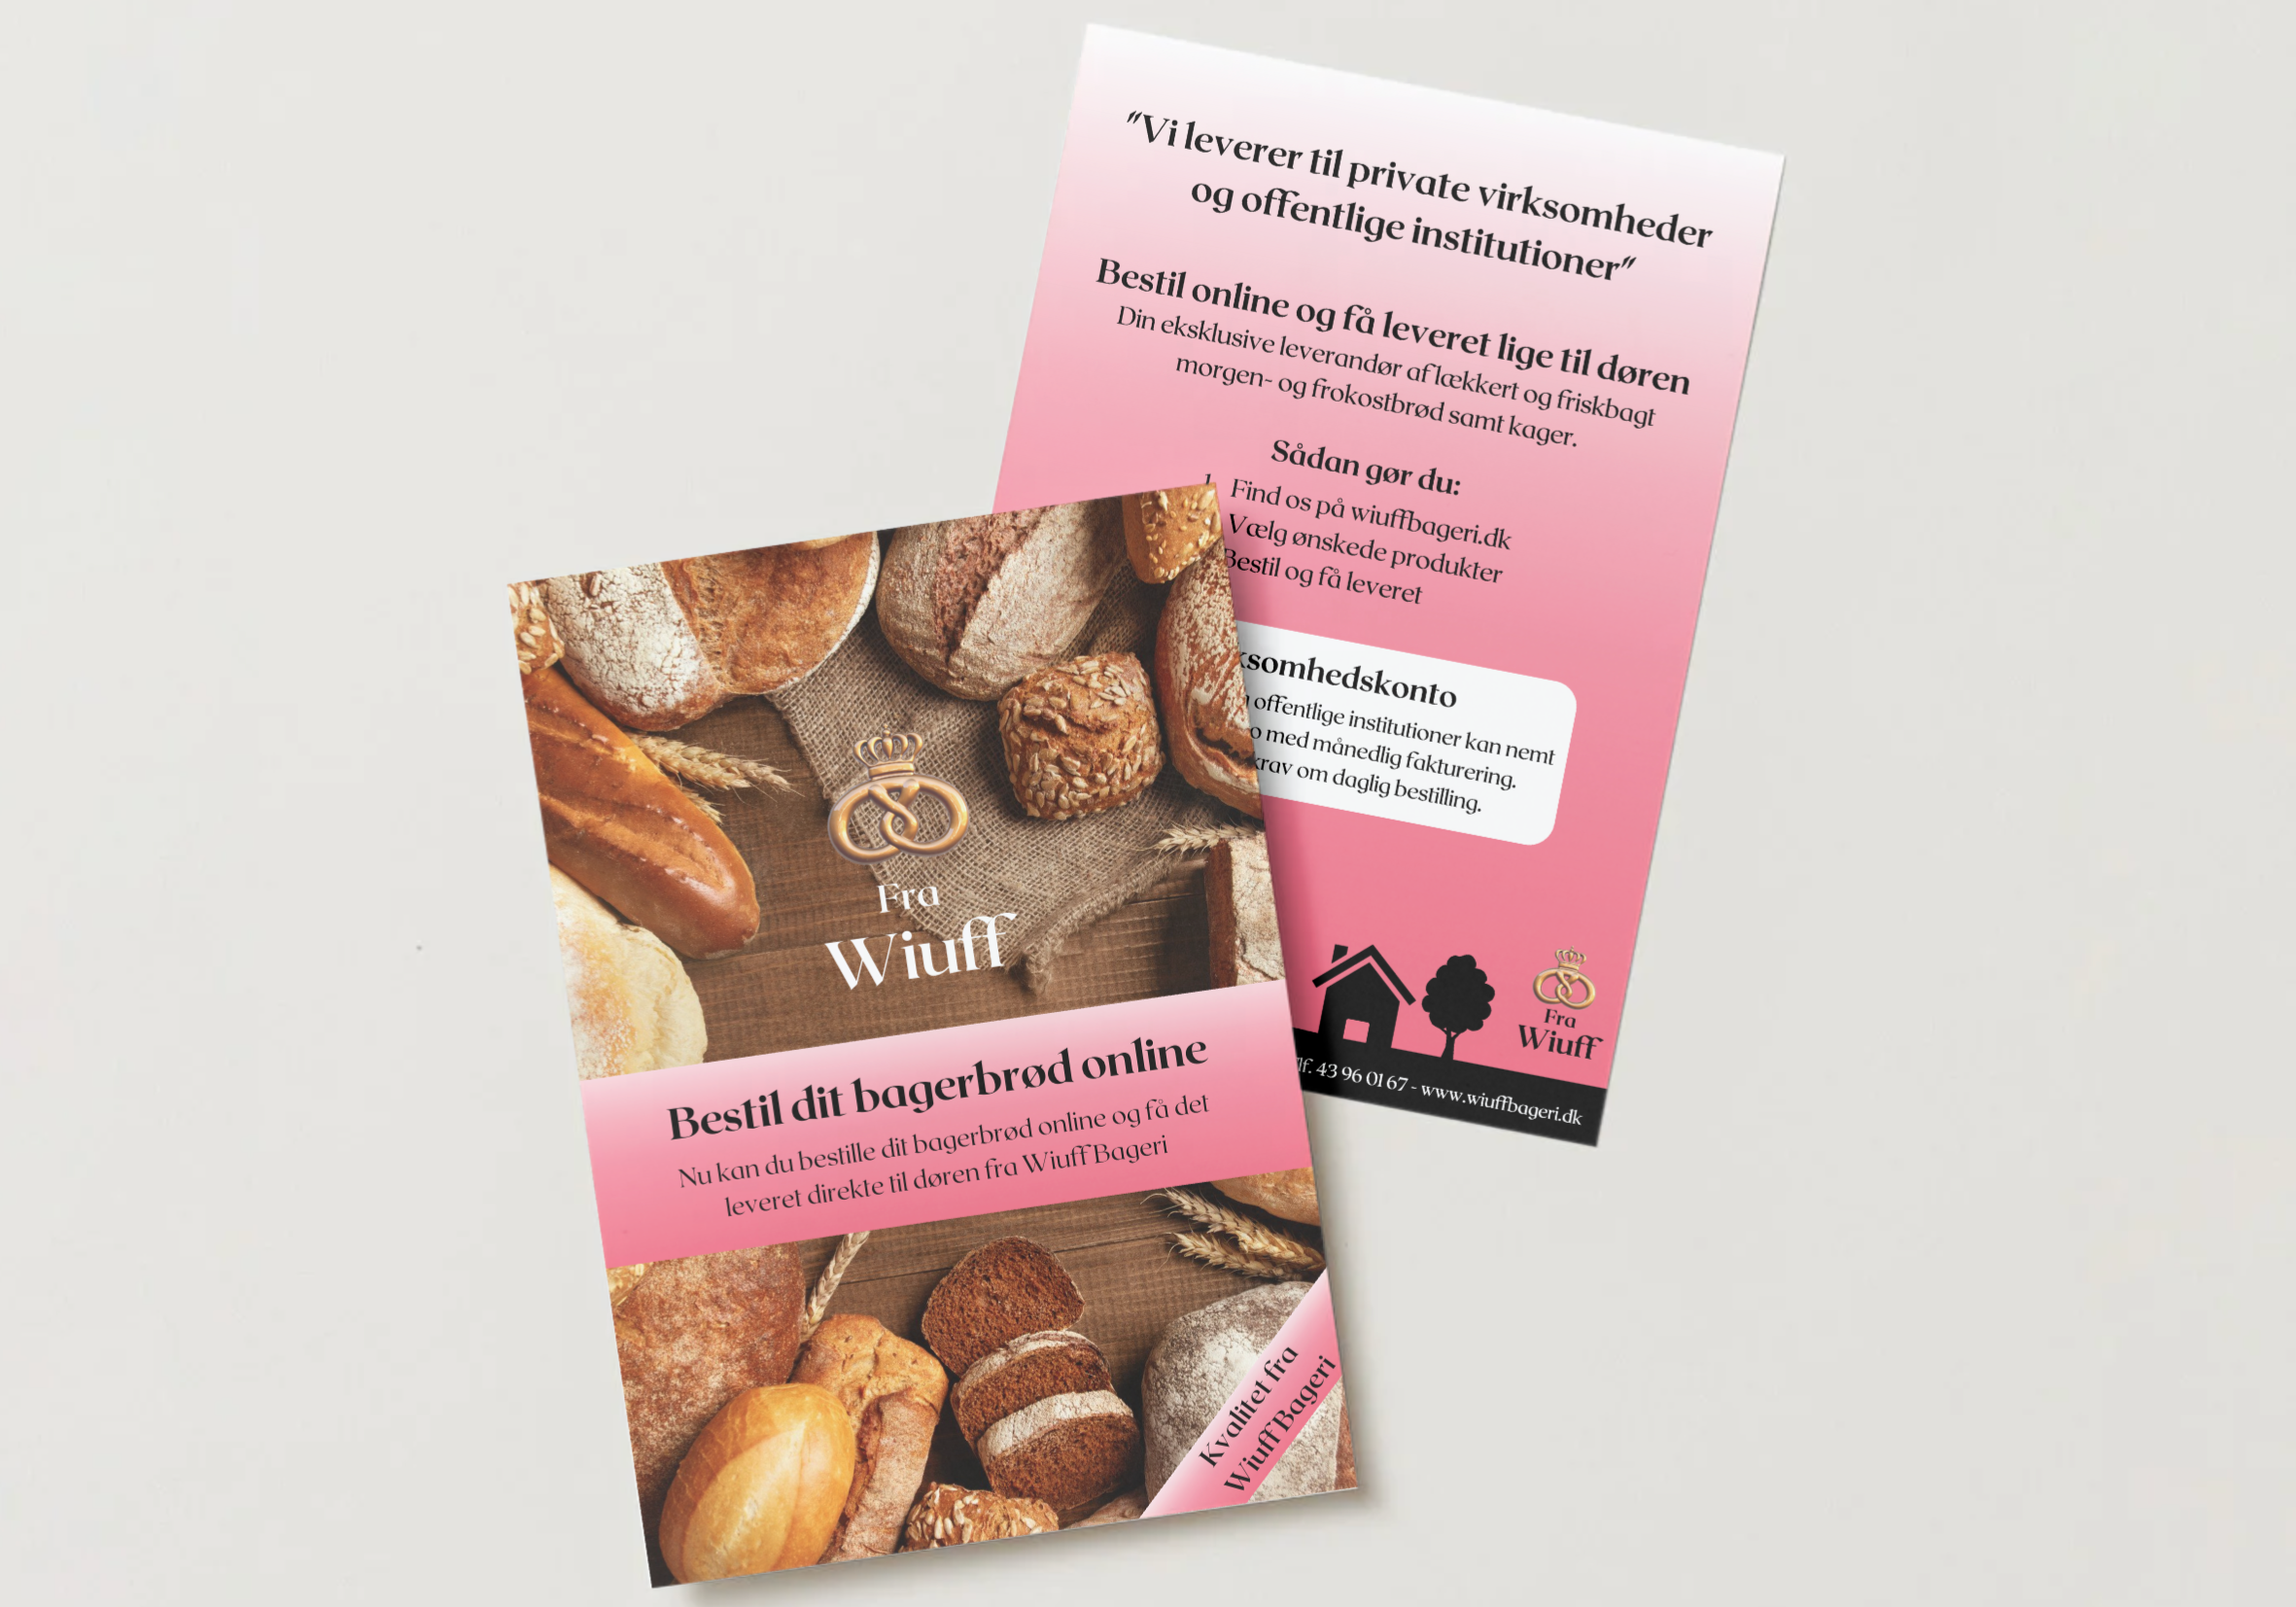 "Vi leverer til private virksomheder
og offentlige institutioner"
Bestil online og få leveret lige til døren
Din eksklusive leverandør af lækkert og friskbagt
morgen- og frokostbrød samt kager.
Sådan gør du:
1. Find os på wiuffbageri.dk
Vælg ønskede produkter
Bestil og få leveret
offentlige institutioner kan nemt
med månedlig fakturering.
krav om daglig bestilling.
Fra
Wiuff
43 96 01 67 - www.wiuffbageri.dk
Fra
Wiuff
Bestil dit bagerbrød online
Nu kan du bestille dit bagerbrød online og få det
leveret direkte til døren fra Wiuff Bageri
Kvalitet fra
Wiuff Bageri